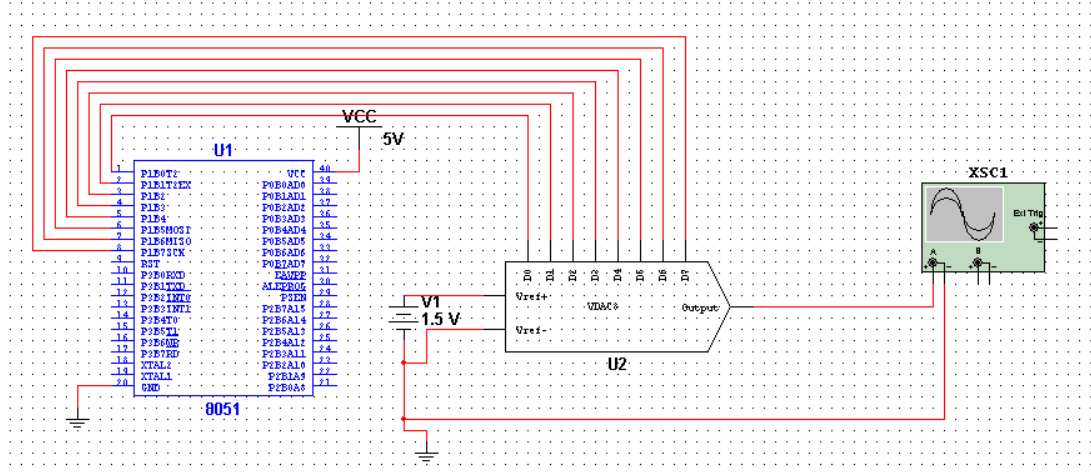 VCC
5V
U1
1 P1B0T2 VCC 40
2 P1B1T2EX P0B0AD0 39
3 P1B2 P0B1AD1 38
4 P1B3 P0B2AD2 37
5 P1B4 P0B3AD3 36
6 P1B5MOSI P0B4AD4 35
7 P1B6MISO P0B5AD5 34
8 P1B7SCK P0B6AD6 33
9 RST P0B7AD7 32
10 P3B0RXD EAVPP 31
11 P3B1TXD ALEPROG 30
12 P3B2INT0 PSEN 29
13 P3B3INT1 P2B7A15 28
14 P3B4T0 P2B6A14 27
15 P3B5T1 P2B5A13 26
16 P3B6WR P2B4A12 25
17 P3B7RD P2B3A11 24
18 XTAL2 P2B2A10 23
19 XTAL1 P2B1A9 22
20 GND P2B0A8 21
8051
D0 D1 D2 D3 D4 D5 D6 D7
Vref+
VDAC8
Output
Vref-
U2
V1
1.5 V
XSC1
Ext Trig
+
-
A
B
+ - + -